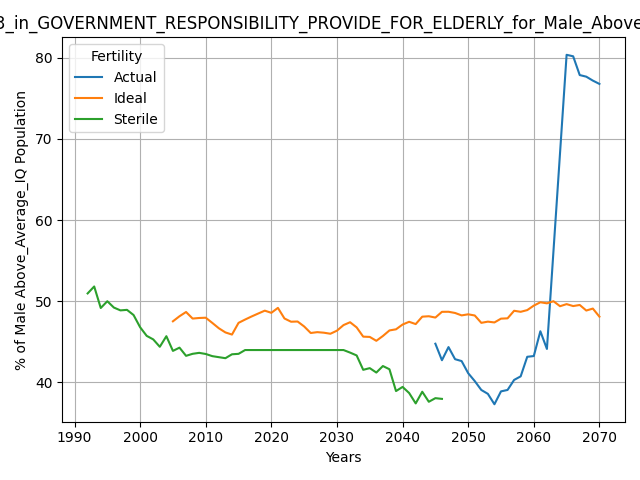 3_in_GOVERNMENT_RESPONSIBILITY_PROVIDE_FOR_ELDERLY_for_Male_Above
Fertility
Actual
Ideal
Sterile
% of Male Above_Average_IQ Population
80
70
60
50
40
1990 2000 2010 2020 2030 2040 2050 2060 2070
Years